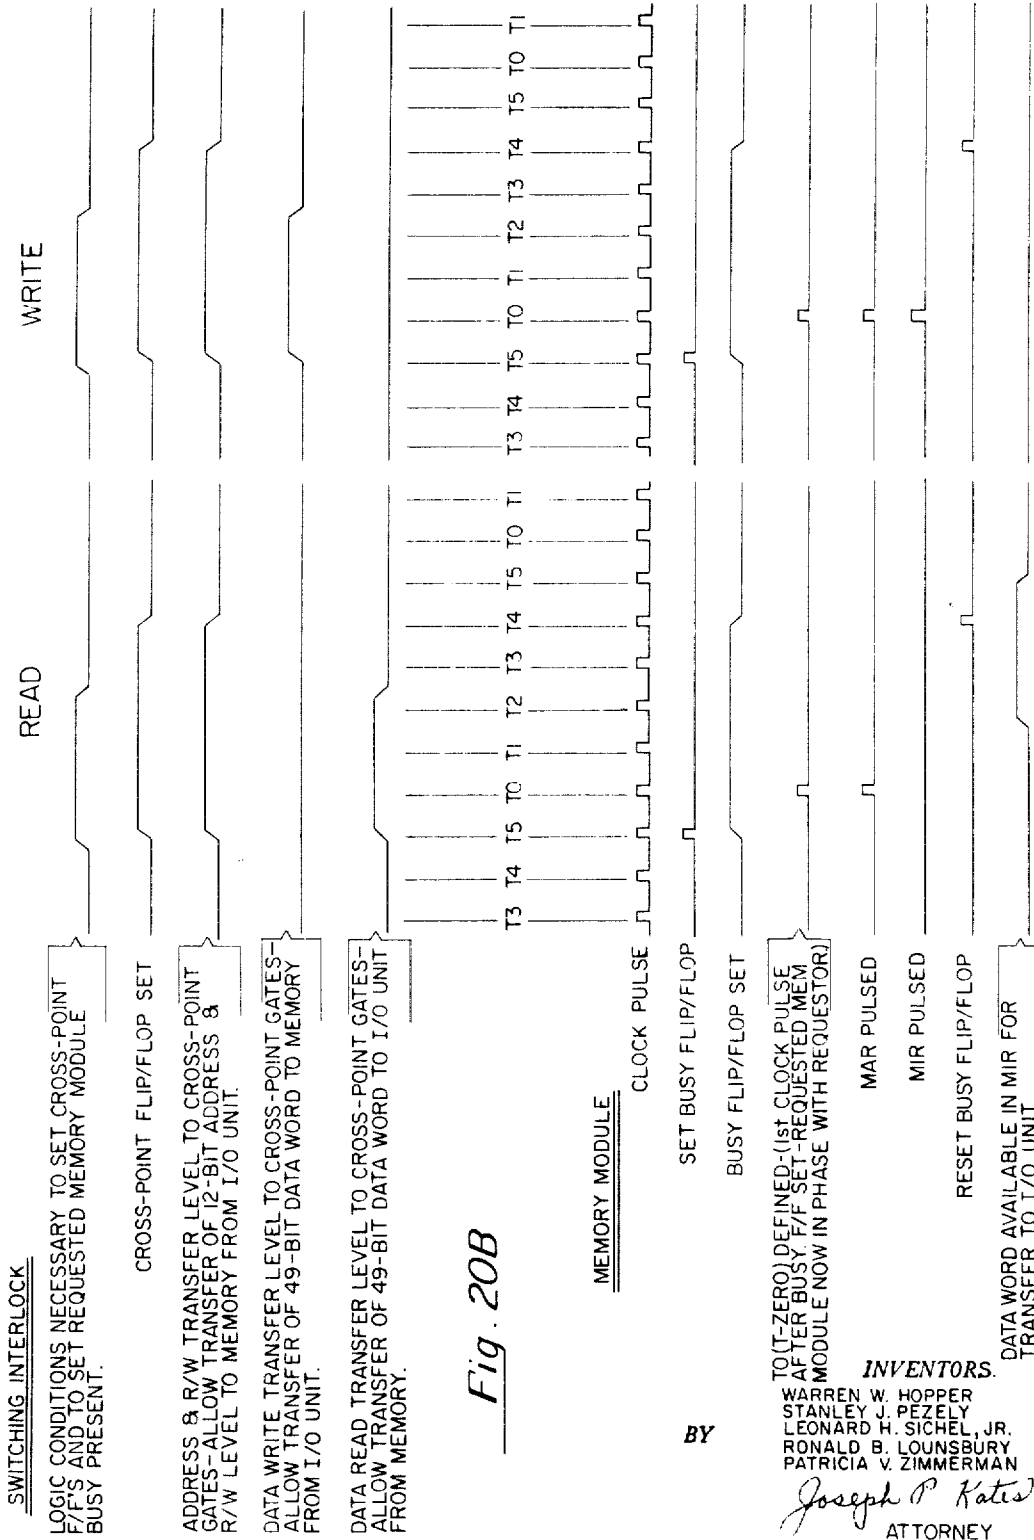 SWITCHING INTERLOCK
READ
WRITE
LOGIC CONDITIONS NECESSARY TO SET CROSS-POINT
F/F'S AND TO SET REQUESTED MEMORY MODULE
BUSY PRESENT.
CROSS-POINT FLIP/FLOP SET
ADDRESS & R/W TRANSFER LEVEL TO CROSS-POINT
GATES-ALLOW TRANSFER OF 12-BIT ADDRESS &
R/W LEVEL TO MEMORY FROM I/O UNIT.
DATA WRITE TRANSFER LEVEL TO CROSS-POINT GATES-
ALLOW TRANSFER OF 49-BIT DATA WORD TO MEMORY
FROM I/O UNIT.
DATA READ TRANSFER LEVEL TO CROSS-POINT GATES-
ALLOW TRANSFER OF 49-BIT DATA WORD TO I/O UNIT
FROM MEMORY.
T3 T4 T5 T0 T1 T2 T3 T4 T5 T0 T1 T3 T4 T5 T0 T1 T2 T3 T4 T5 T0 T1
Fig. 20B
MEMORY MODULE
CLOCK PULSE
SET BUSY FLIP/FLOP
BUSY FLIP/FLOP SET
TO(T-ZERO) DEFINED-(1st CLOCK PULSE
AFTER BUSY. F/F SET-REQUESTED MEM
MODULE NOW IN PHASE WITH REQUESTOR)
MAR PULSED
MIR PULSED
RESET BUSY FLIP/FLOP
DATA WORD AVAILABLE IN MIR FOR
TRANSFER TO I/O UNIT
INVENTORS.
WARREN W. HOPPER
STANLEY J. PEZELY
LEONARD H. SICHEL, JR.
RONALD B. LOUNSBURY
PATRICIA V. ZIMMERMAN
BY
Joseph P Kates
ATTORNEY